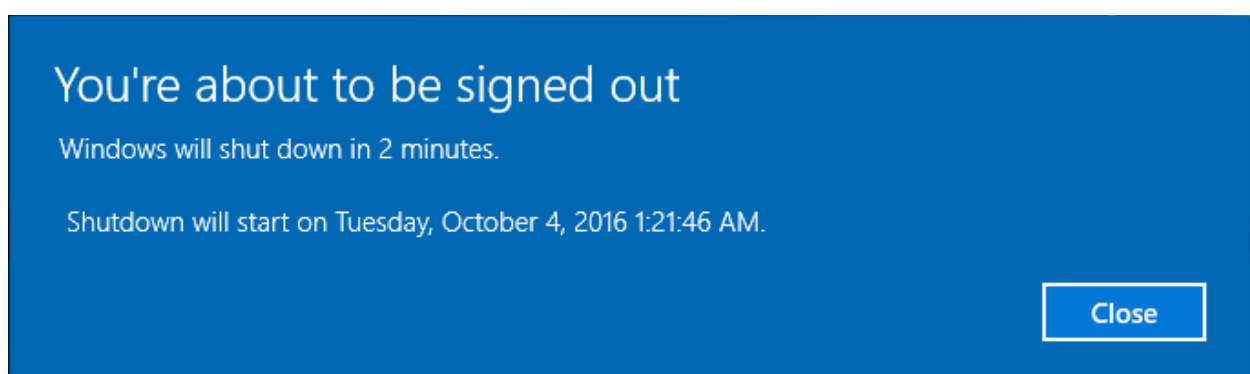 You're about to be signed out
Windows will shut down in 2 minutes.
Shutdown will start on Tuesday, October 4, 2016 1:21:46 AM.
Close